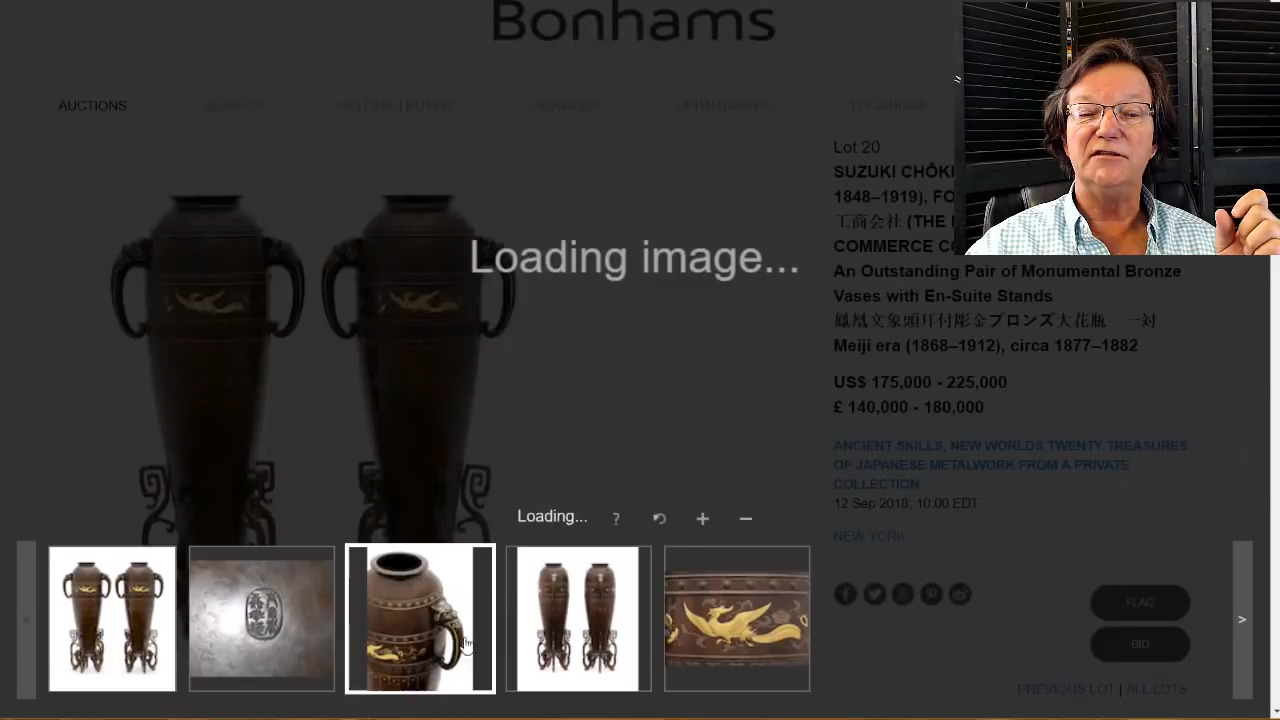 Bonhams
AUCTIONS
DEPARTMENTS
LOCATIONS
Lot 20
SUZUKI CHŌKI
1848–1919), FO
工商会社 (THE
COMMERCE CO
An Outstanding Pair of Monumental Bronze
Vases with En-Suite Stands
鳳凰文象頭耳付彫金ブロンズ大花瓶 一対
Meiji era (1868–1912), circa 1877–1882
US$ 175,000 - 225,000
£ 140,000 - 180,000
ANCIENT SKILLS, NEW WORLDS TWENTY TREASURES
OF JAPANESE METALWORK FROM A PRIVATE
COLLECTION
12 Sep 2018, 10:00 EDT
NEW YORK
Loading image...
Loading...
FLAG
BID
PREVIOUS LOT | ALL LOTS